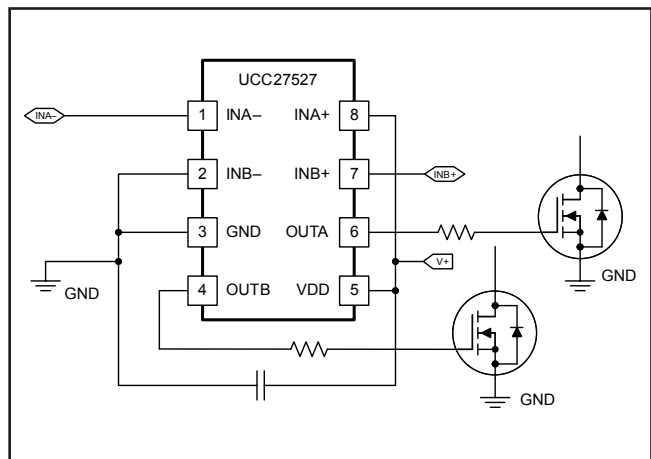 UCC27527
INA–
1 INA– INA+ 8
2 INB– INB+ 7
INB+
3 GND OUTA 6
GND
4 OUTB VDD 5
V+
GND
GND